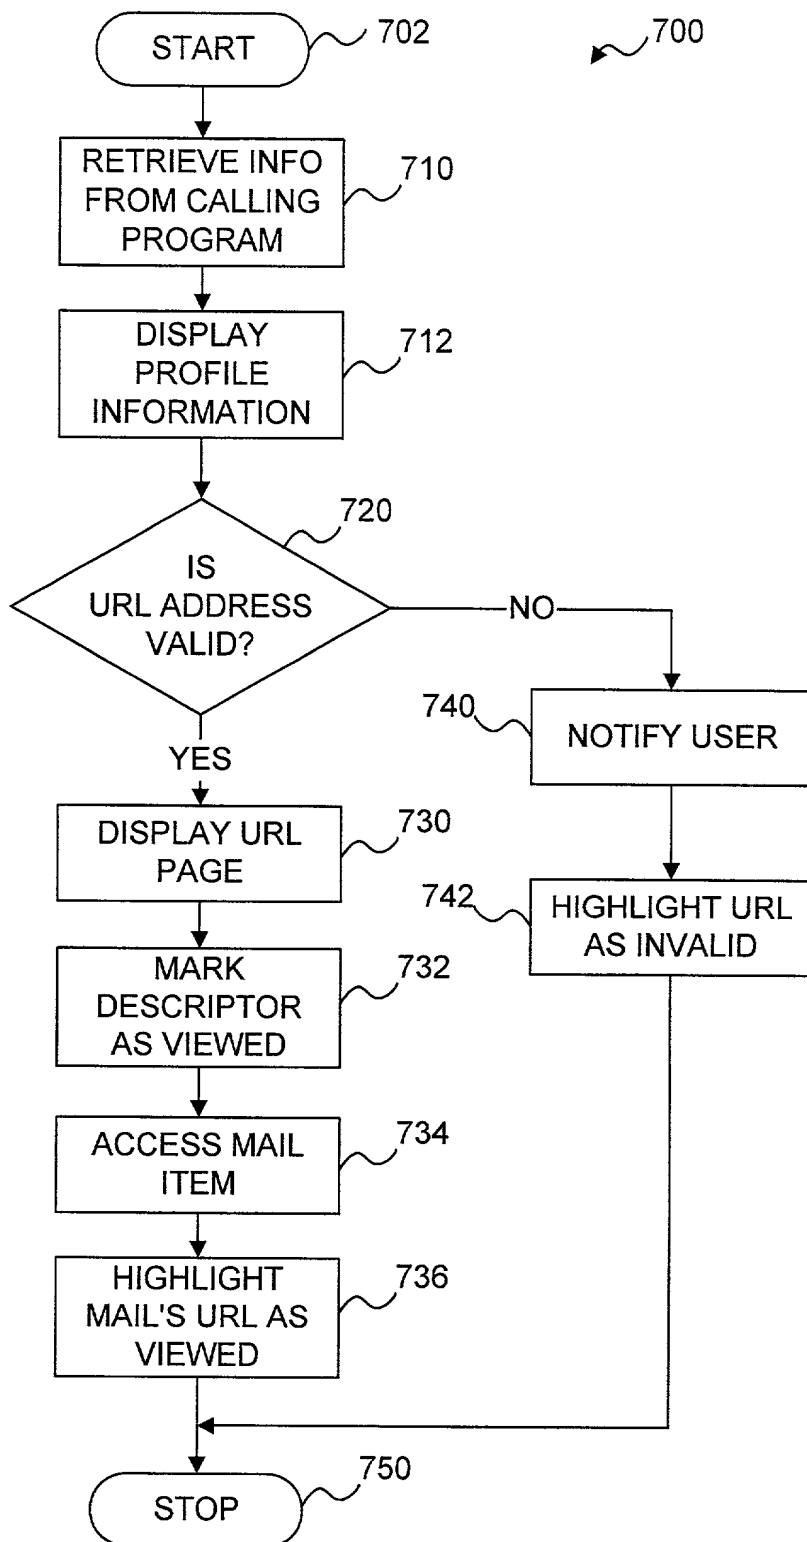 START
702
700
RETRIEVE INFO
FROM CALLING
PROGRAM
710
DISPLAY
PROFILE
INFORMATION
712
720
IS
URL ADDRESS
VALID?
NO
YES
740
NOTIFY USER
DISPLAY URL
PAGE
730
742
HIGHLIGHT URL
AS INVALID
MARK
DESCRIPTOR
AS VIEWED
732
ACCESS MAIL
ITEM
734
HIGHLIGHT
MAIL'S URL AS
VIEWED
736
STOP
750